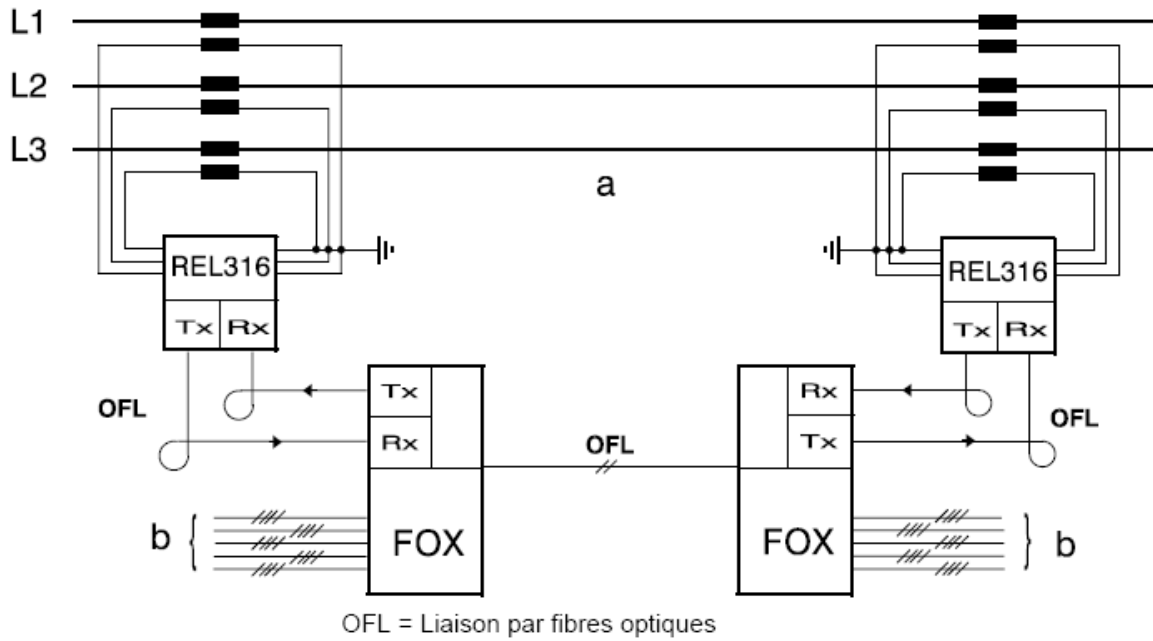 L1
L2
L3
a
REL316
REL316
Tx Rx
Tx Rx
OFL
Tx
Rx
OFL
Rx
Tx
OFL
b
FOX
FOX
b
OFL = Liaison par fibres optiques